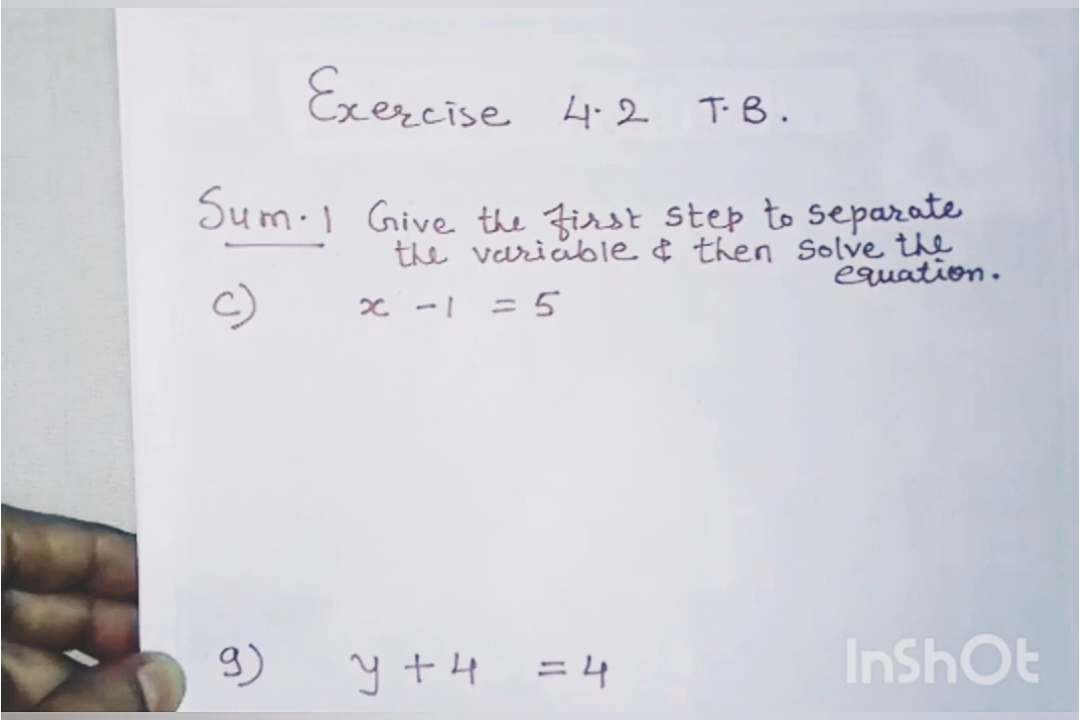 Exercise 4.2 T.B.
Sum.1 Give the first step to separate
the variable & then solve the
equation.
c) x - 1 = 5
g) y + 4 = 4
InShOt